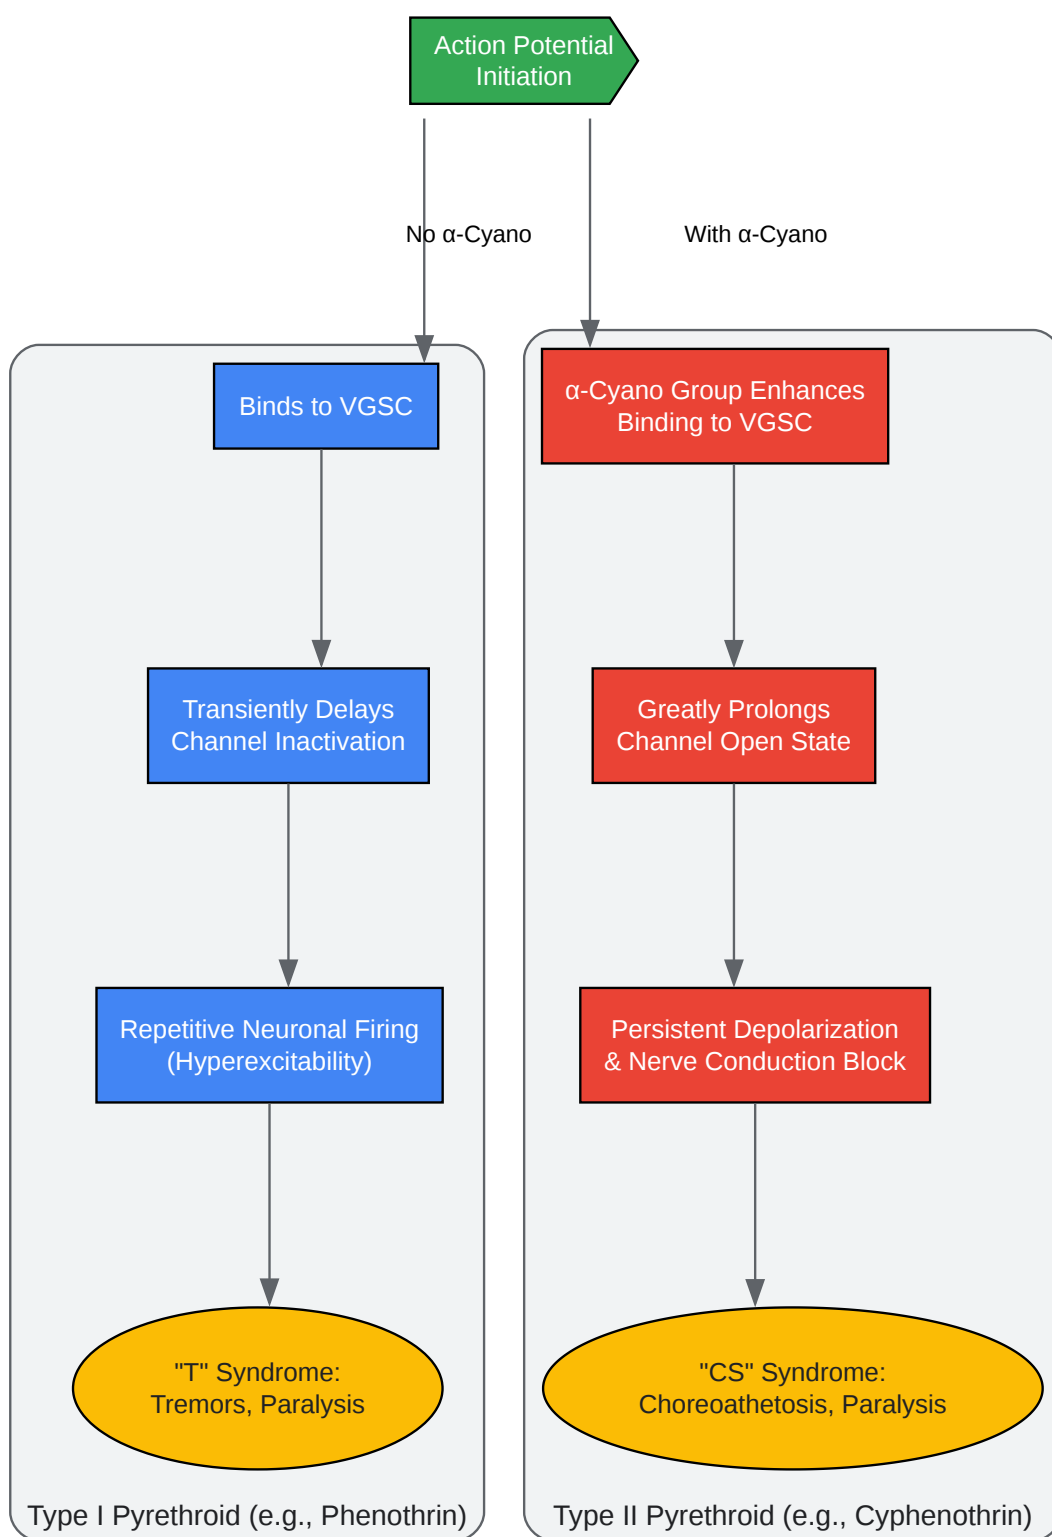 Action Potential
Initiation
No α-Cyano
With α-Cyano
Binds to VGSC
Transiently Delays
Channel Inactivation
Repetitive Neuronal Firing
(Hyperexcitability)
"T" Syndrome:
Tremors, Paralysis
Type I Pyrethroid (e.g., Phenothrin)
α-Cyano Group Enhances
Binding to VGSC
Greatly Prolongs
Channel Open State
Persistent Depolarization
& Nerve Conduction Block
"CS" Syndrome:
Choreoathetosis, Paralysis
Type II Pyrethroid (e.g., Cyphenothrin)